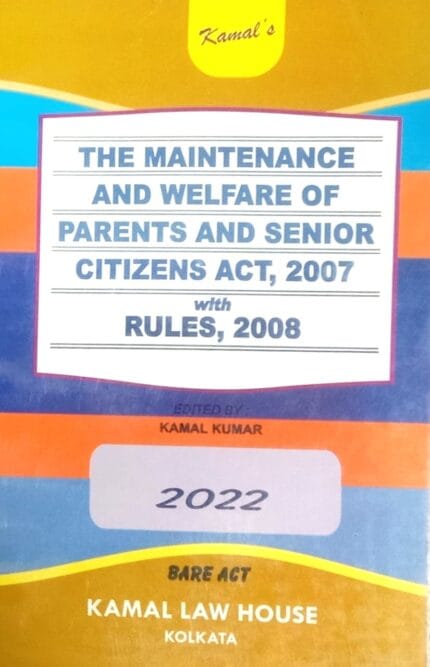 Kamal's
THE MAINTENANCE
AND WELFARE OF
PARENTS AND SENIOR
CITIZENS ACT, 2007
with
RULES, 2008
EDITED BY :
KAMAL KUMAR
2022
BARE ACT
KAMAL LAW HOUSE
KOLKATA